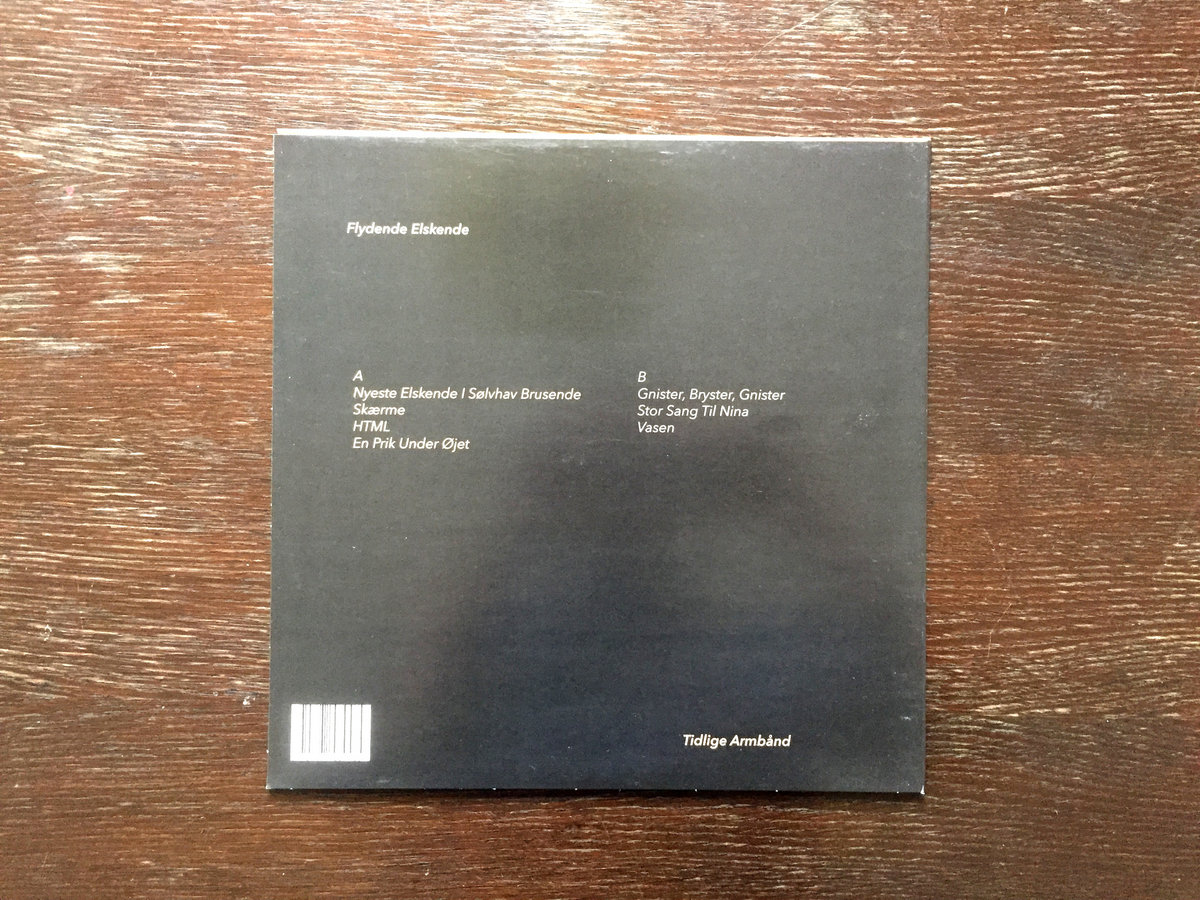 Flydende Elskende
A
Nyeste Elskende I Sølvhav Brusende
Skærme
HTML
En Prik Under Øjet
B
Gnister, Bryster, Gnister
Stor Sang Til Nina
Vasen
Tidlige Armbånd